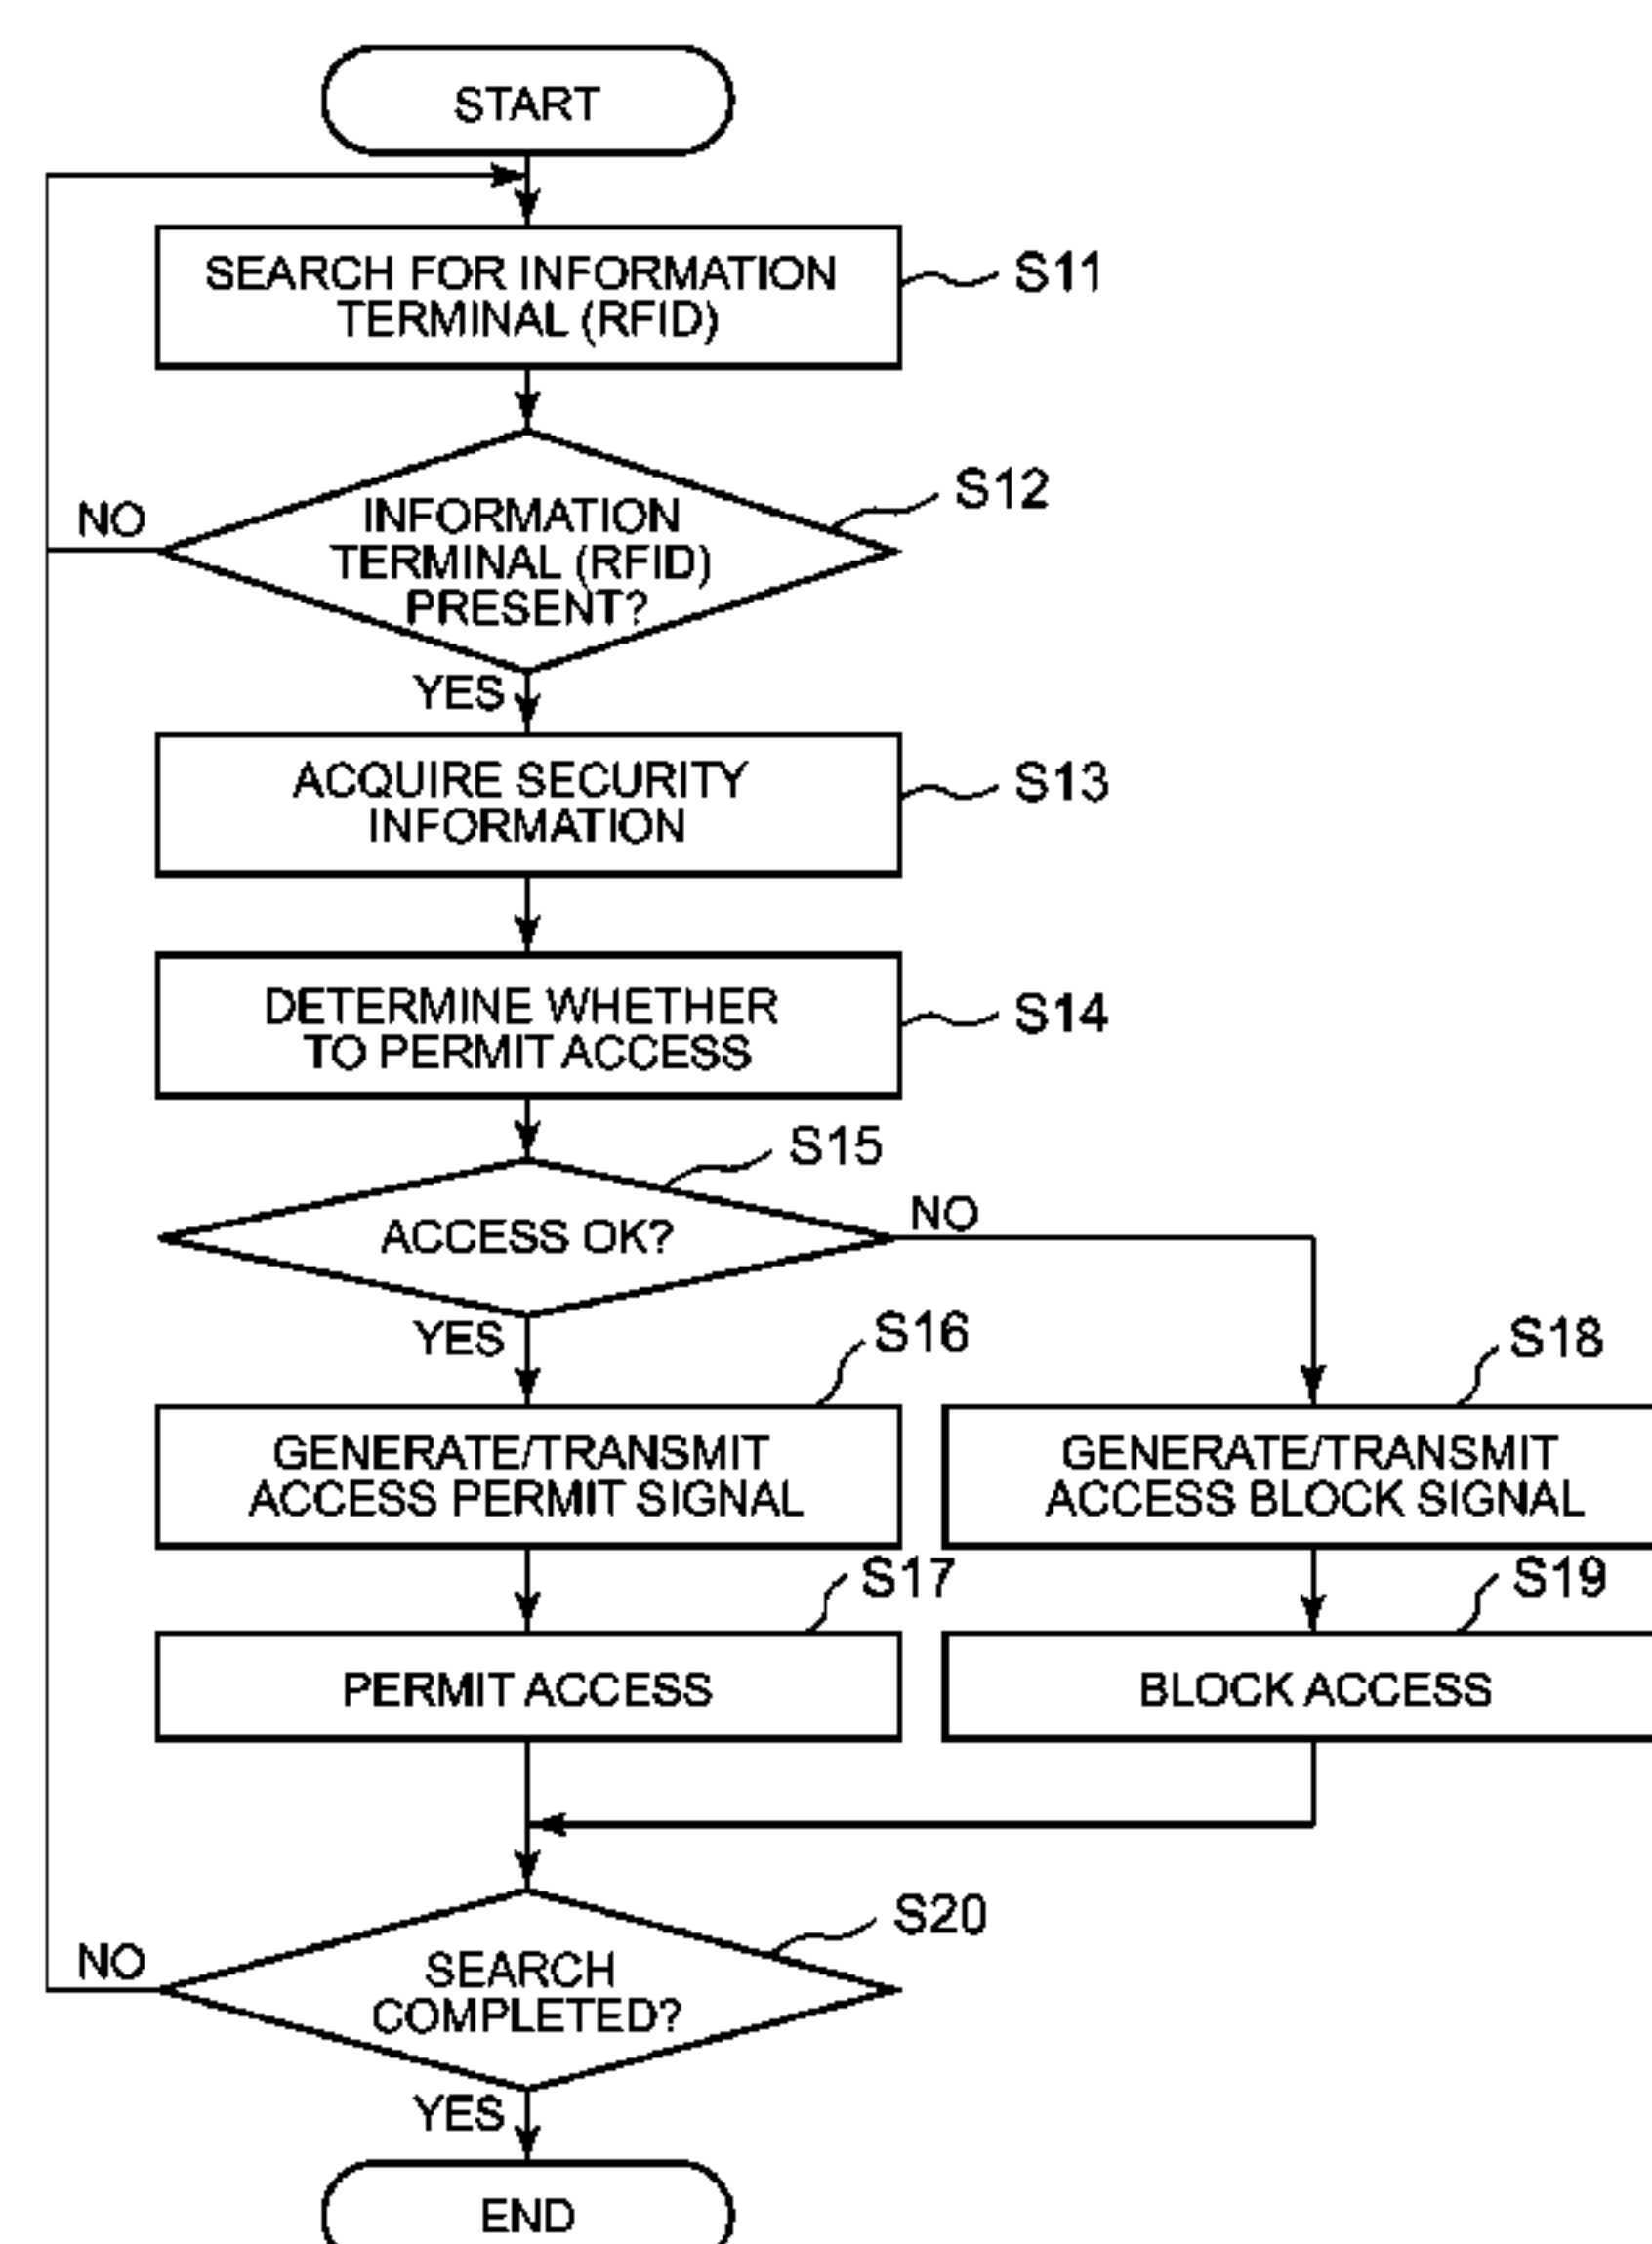 START
SEARCH FOR INFORMATION
TERMINAL (RFID)
S11
INFORMATION
TERMINAL (RFID)
PRESENT?
S12
NO
YES
ACQUIRE SECURITY
INFORMATION
S13
DETERMINE WHETHER
TO PERMIT ACCESS
S14
ACCESS OK?
S15
NO
YES
GENERATE/TRANSMIT
ACCESS PERMIT SIGNAL
S16
GENERATE/TRANSMIT
ACCESS BLOCK SIGNAL
S18
PERMIT ACCESS
S17
BLOCK ACCESS
S19
SEARCH
COMPLETED?
S20
NO
YES
END